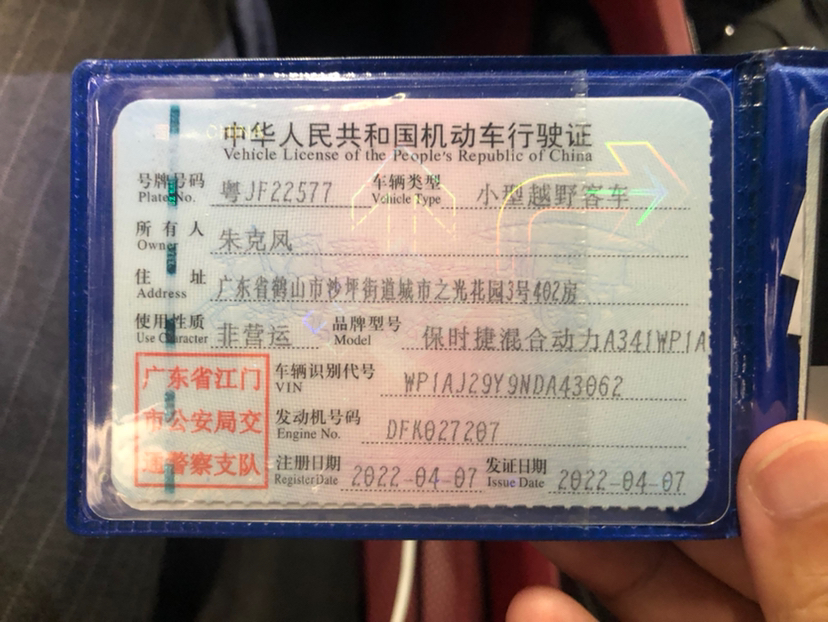 中华人民共和国机动车行驶证
Vehicle License of the People's Republic of China
号牌号码 粤JF22577 车辆类型 小型越野客车
Plate No. Vehicle Type
所有人 朱克凤
Owner
住址 广东省鹤山市沙坪街道城市之光花园3号402房
Address
使用性质 非营运 品牌型号 保时捷混合动力A341WP1A
Use Character Model
广东省江门
市公安局交
通警察支队
车辆识别代号 WP1AJ29Y9NDA43062
VIN
发动机号码 DFK027207
Engine No.
注册日期 2022-04-07 发证日期 2022-04-07
Register Date Issue Date